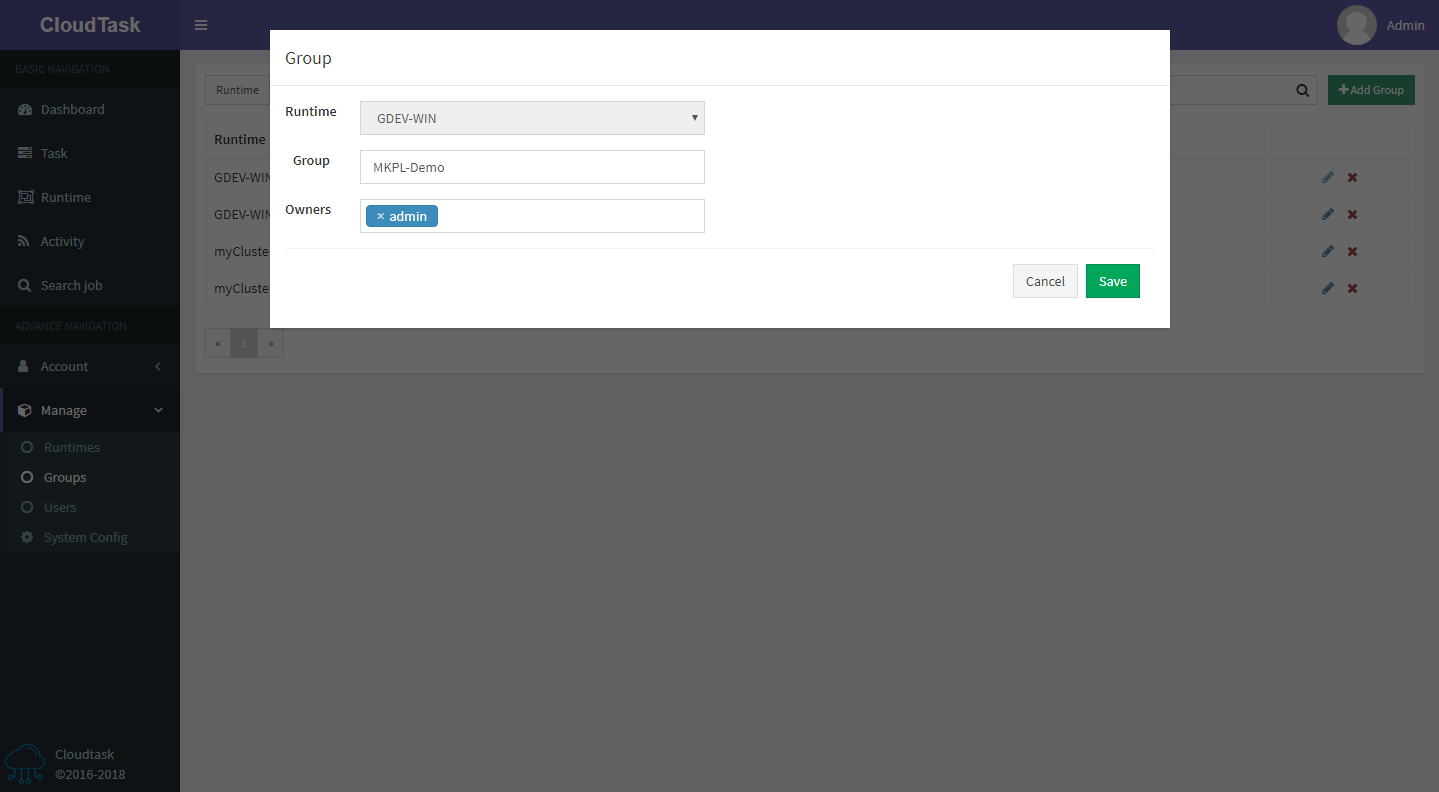 CloudTask
Admin
BASIC NAVIGATION
Dashboard
Task
Runtime
Activity
Search job
ADVANCE NAVIGATION
Account
Manage
Runtimes
Groups
Users
System Config
Cloudtask
©2016-2018
Runtime
Add Group
Runtime
GDEV-WIN
GDEV-WIN
myCluste
myCluste
« 1 »
Group
Runtime
GDEV-WIN
Group
MKPL-Demo
Owners
× admin
Cancel
Save